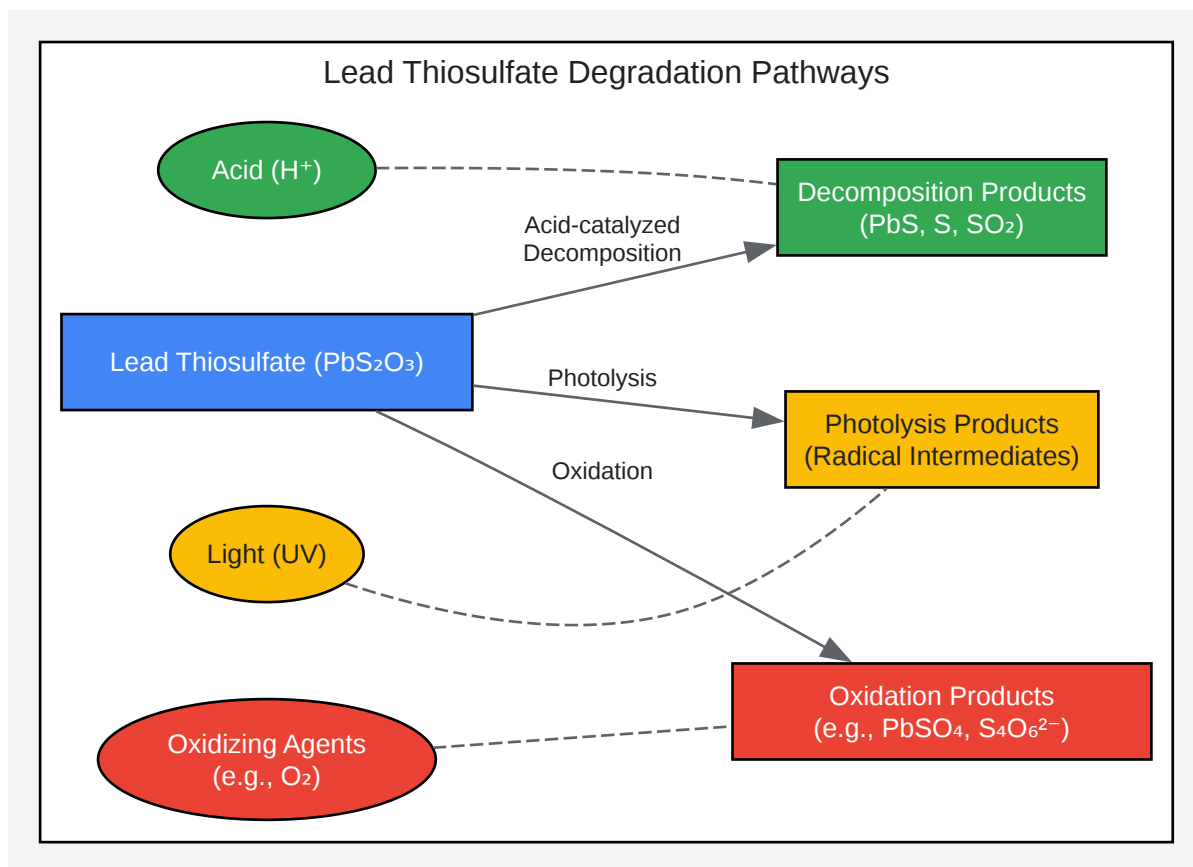 Lead Thiosulfate Degradation Pathways
Acid (H⁺)
Decomposition Products
(PbS, S, SO₂)
Acid-catalyzed
Decomposition
Lead Thiosulfate (PbS₂O₃)
Photolysis
Photolysis Products
(Radical Intermediates)
Oxidation
Light (UV)
Oxidation Products
(e.g., PbSO₄, S₄O₆²⁻)
Oxidizing Agents
(e.g., O₂)